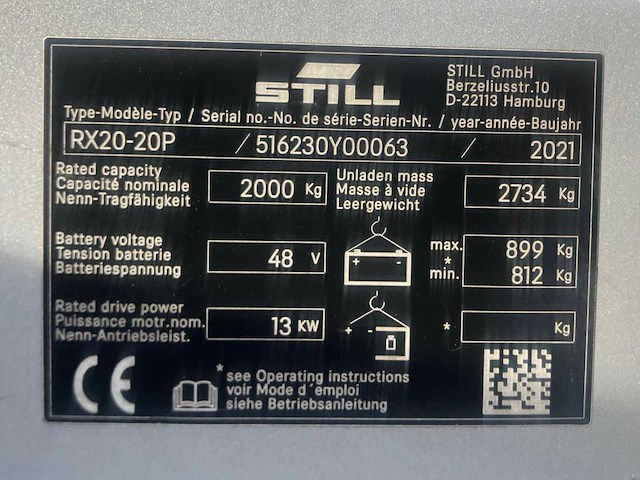 STILL
STILL GmbH
Berzeliusstr.10
D-22113 Hamburg
Type-Modèle-Typ / Serial no.-No. de série-Serien-Nr. / year-année-Baujahr
RX20-20P / 516230Y00063 / 2021
Rated capacity
Capacité nominale
Nenn-Tragfähigkeit
2000 Kg
Unladen mass
Masse à vide
Leergewicht
2734 Kg
Battery voltage
Tension batterie
Batteriespannung
48 V
+ -
max. 899 Kg
*
min. 812 Kg
Rated drive power
Puissance motr.nom.
Nenn-Antriebsleist.
13 KW
+ -
* Kg
CE
* see Operating instructions
voir Mode d'emploi
siehe Betriebsanleitung